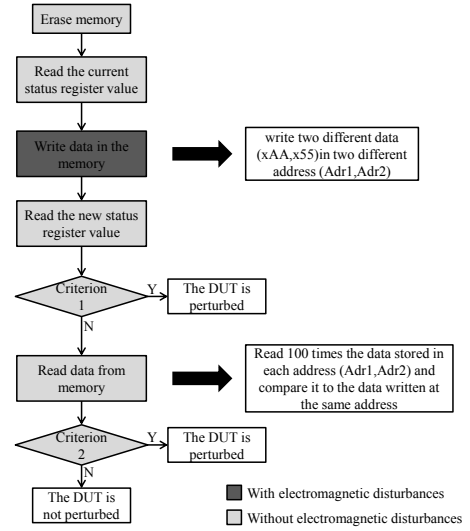 Erase memory
Read the current
status register value
Write data in the
memory
write two different data
(xAA,x55)in two different
address (Adr1,Adr2)
Read the new status
register value
Criterion
1
Y
The DUT is
perturbed
N
Read data from
memory
Read 100 times the data stored in
each address (Adr1,Adr2) and
compare it to the data written at
the same address
Criterion
2
Y
The DUT is
perturbed
N
The DUT is
not perturbed
With electromagnetic disturbances
Without electromagnetic disturbances